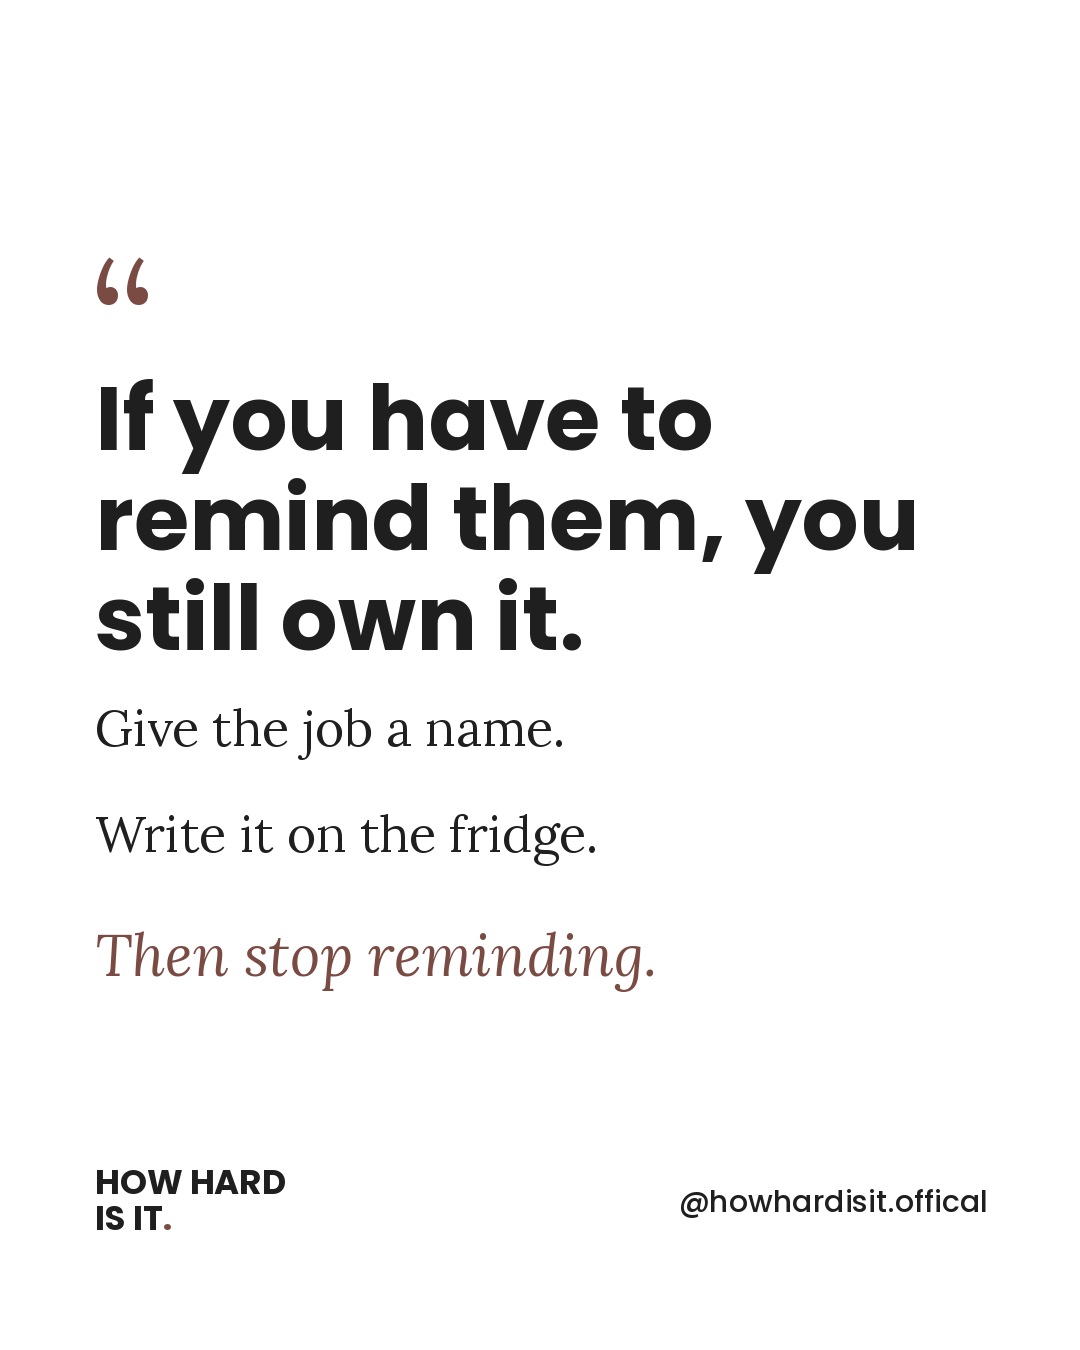 “
If you have to
remind them, you
still own it.
Give the job a name.
Write it on the fridge.
Then stop reminding.
HOW HARD
IS IT.
@howhardisit.offical